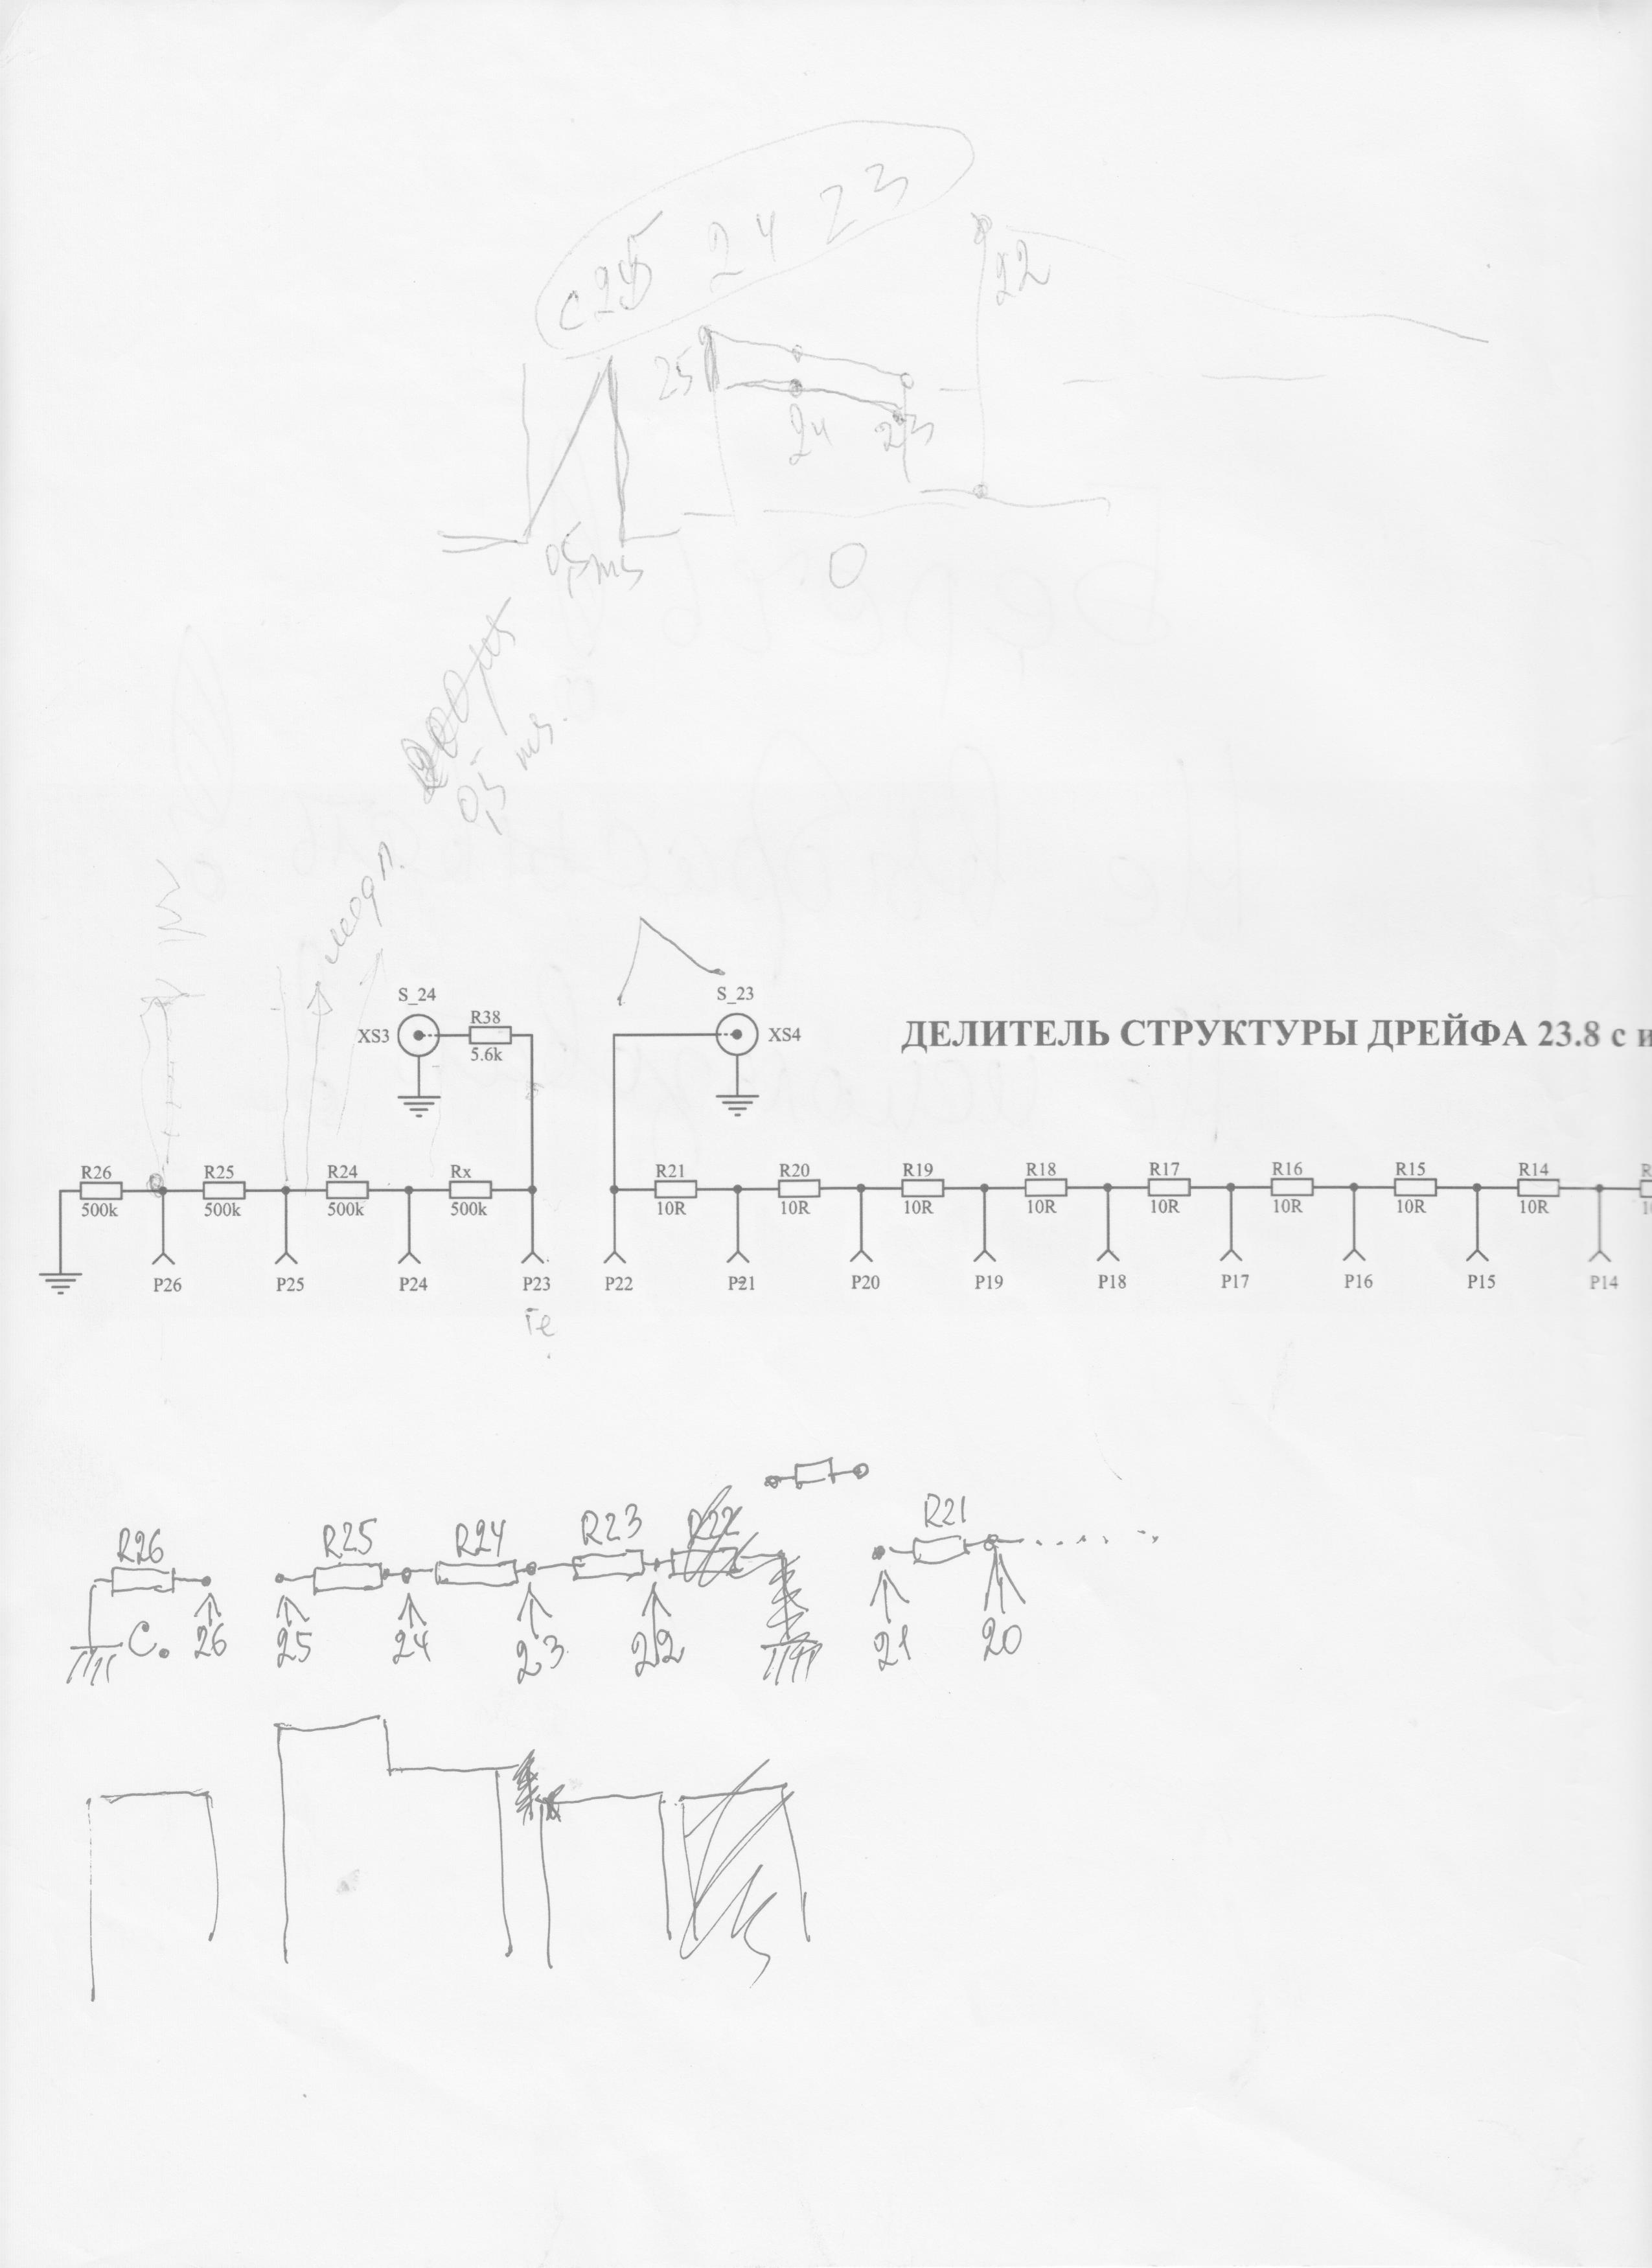 25 24 23
22
25
24
23
0,5 ms
0
0,5 ms.
S_24
S_23
XS3
R38
5.6k
XS4
ДЕЛИТЕЛЬ СТРУКТУРЫ ДРЕЙФА 23.8 с и
R26 R25 R24 Rx R21 R20 R19 R18 R17 R16 R15 R14
500k 500k 500k 500k 10R 10R 10R 10R 10R 10R 10R 10R
P26 P25 P24 P23 P22 P21 P20 P19 P18 P17 P16 P15 P14
R26 R25 R24 R23 R22 R21
C. 26 25 24 23 22 21 20